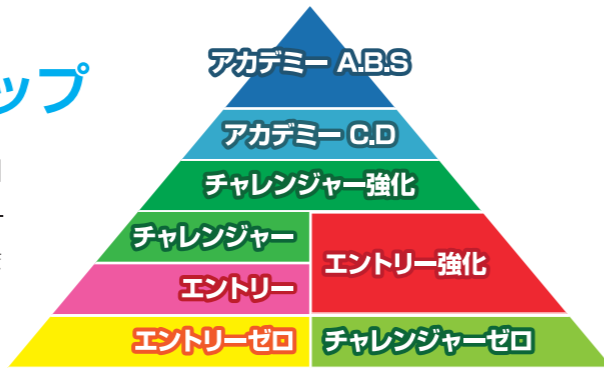 ップ
アカデミー A.B.S
アカデミー C.D
チャレンジャー強化
チャレンジャー
エントリー強化
エントリー
エントリーゼロ
チャレンジャーゼロ